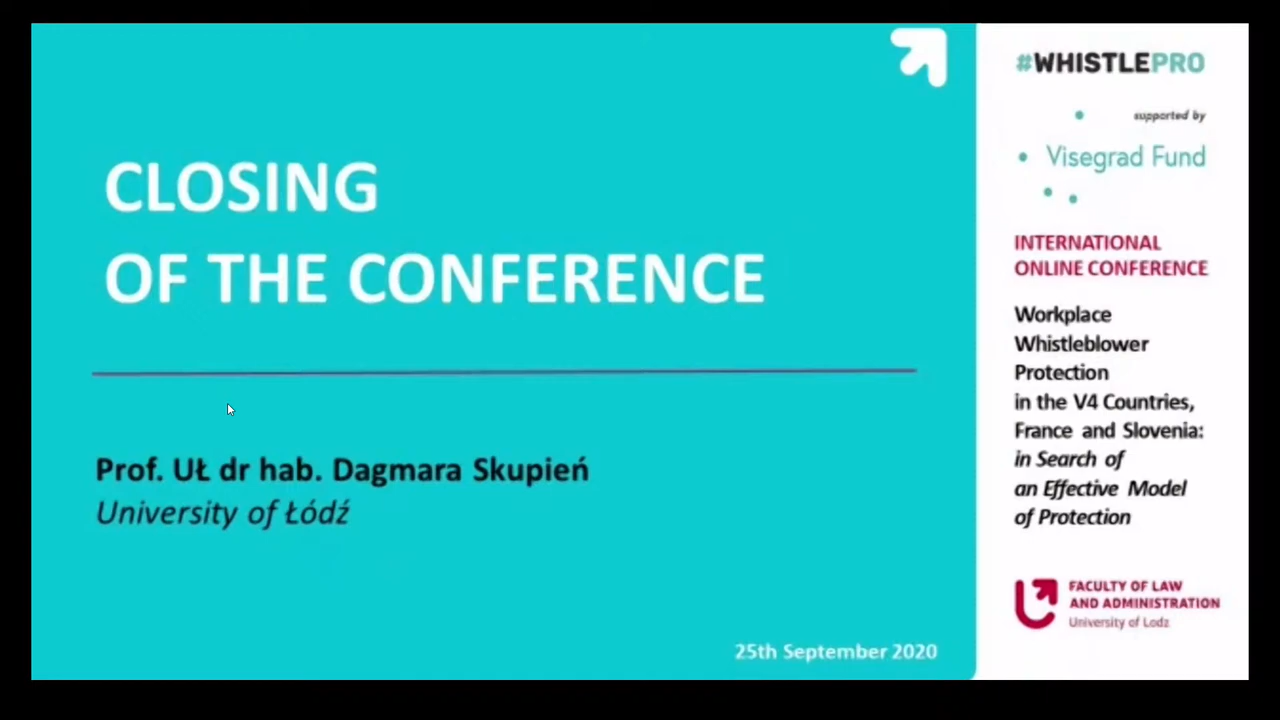 CLOSING
OF THE CONFERENCE
Prof. UŁ dr hab. Dagmara Skupień
University of Łódź
25th September 2020
#WHISTLEPRO
supported by
Visegrad Fund
INTERNATIONAL
ONLINE CONFERENCE
Workplace
Whistleblower
Protection
in the V4 Countries,
France and Slovenia:
in Search of
an Effective Model
of Protection
FACULTY OF LAW
AND ADMINISTRATION
University of Lodz